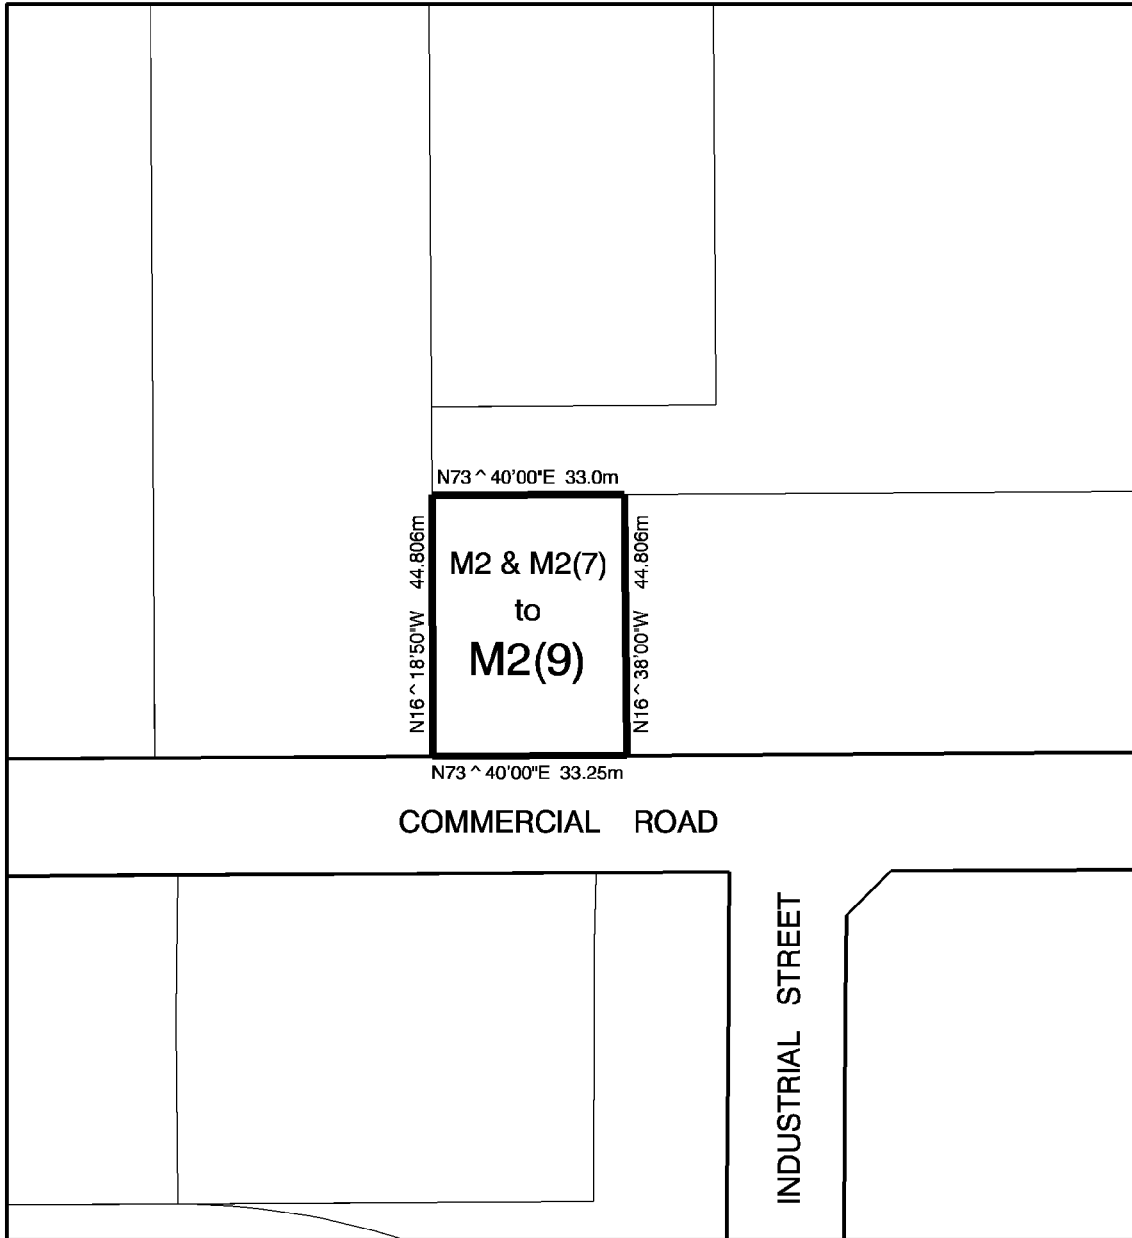 N73 ^ 40'00"E 33.0m
N16 ^ 18'50"W 44.806m
M2 & M2(7)
to
M2(9)
N16 ^ 38'00"W 44.806m
N73 ^ 40'00"E 33.25m
COMMERCIAL ROAD
INDUSTRIAL STREET